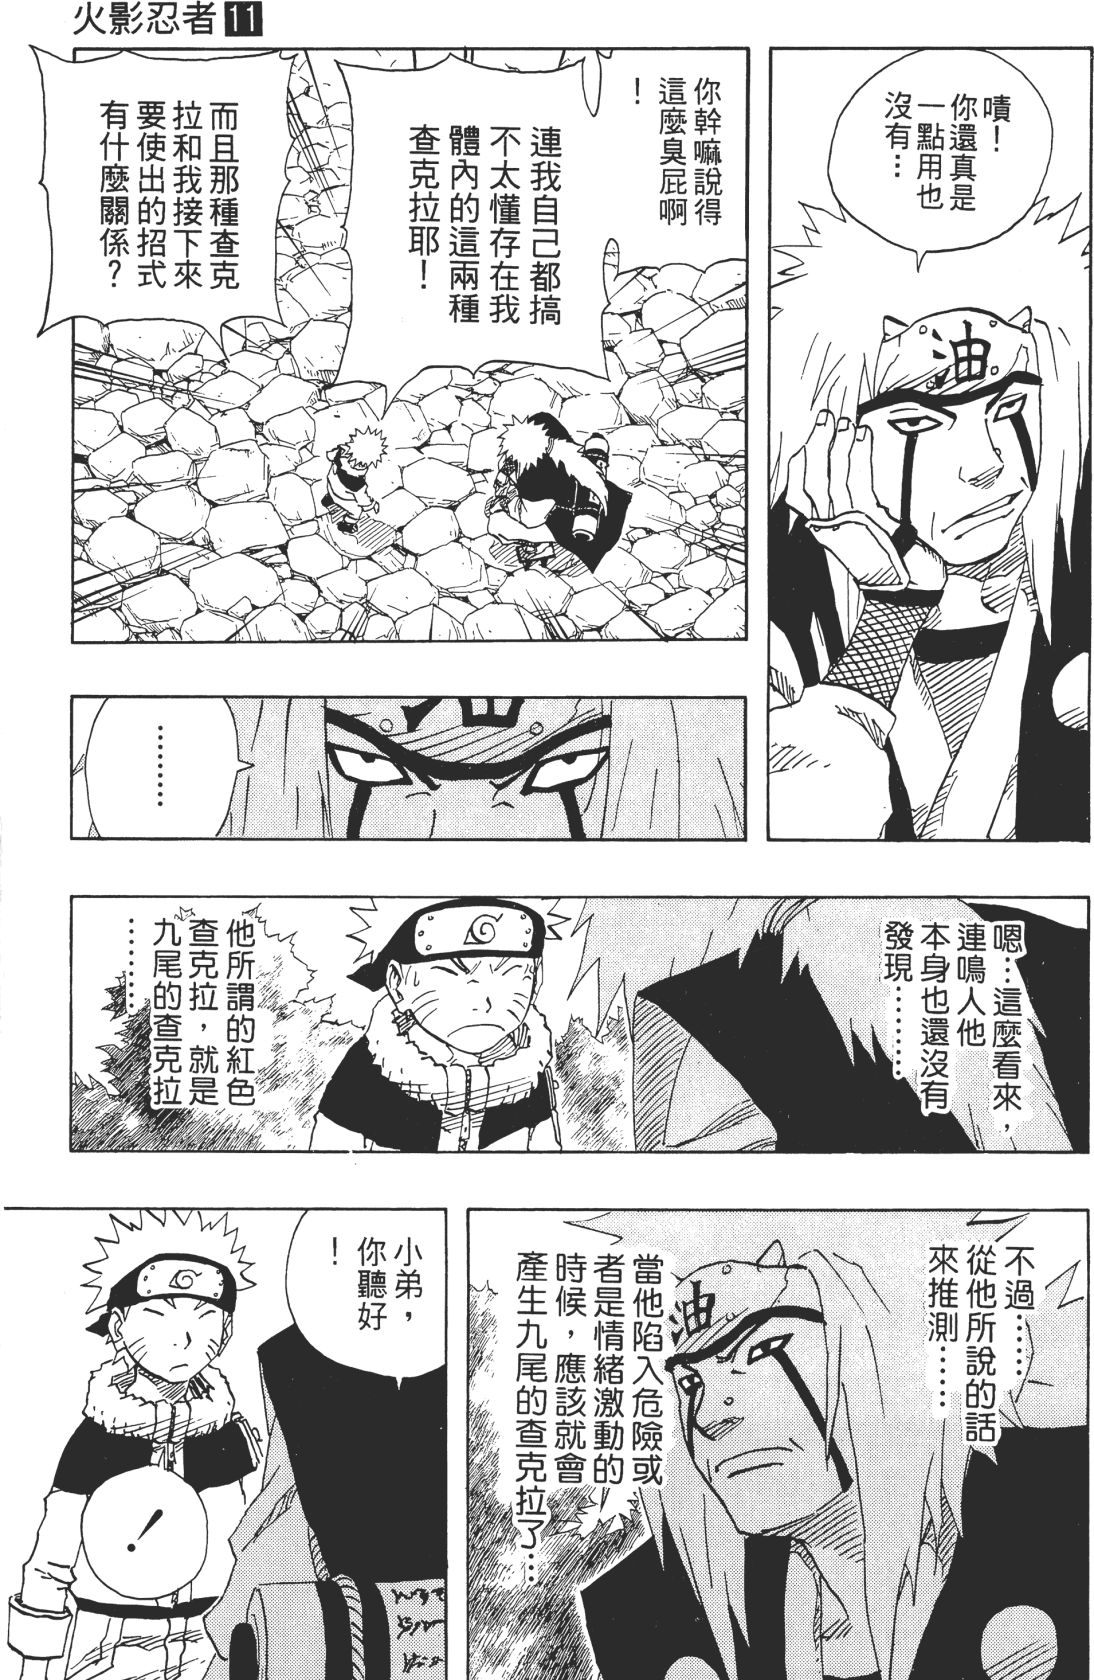 火影忍者11
嘖！
你還真是
一點用也
沒有…
油
你幹嘛說得
這麼臭屁啊
！
連我自己都搞
不太懂存在我
體內的這兩種
查克拉耶！
而且那種查克
拉和我接下來
要使出的招式
有什麼關係？
油
………
嗯…這麼看來，
連鳴人他
本身也還沒有
發現………
他所謂的紅色
查克拉，就是
九尾的查克拉
………
不過……
從他所說的話
來推測……
油
當他陷入危險或
者是情緒激動的
時候，應該就會
產生九尾的查克拉了…
小弟，
你聽好
！
！